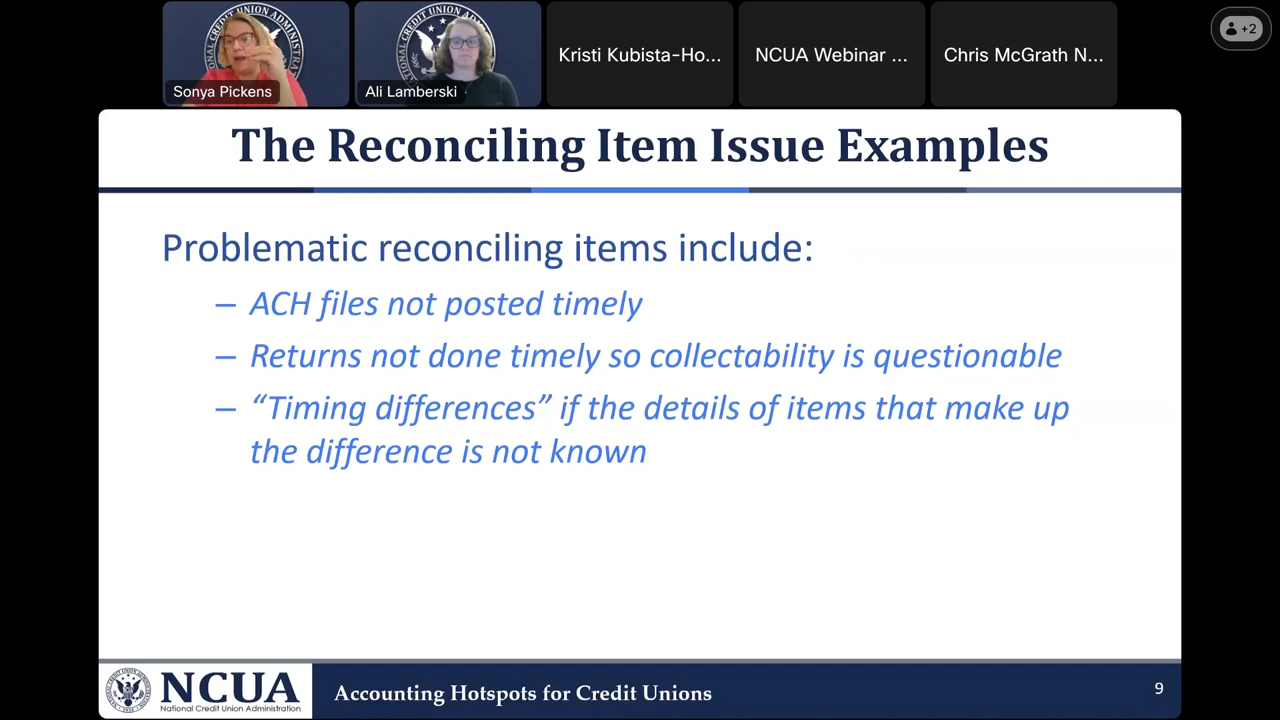 Sonya Pickens
Ali Lamberski
Kristi Kubista-Ho...
NCUA Webinar ...
Chris McGrath N...
+2
The Reconciling Item Issue Examples
Problematic reconciling items include:
– ACH files not posted timely
– Returns not done timely so collectability is questionable
– “Timing differences” if the details of items that make up
the difference is not known
NCUA
National Credit Union Administration
Accounting Hotspots for Credit Unions
9